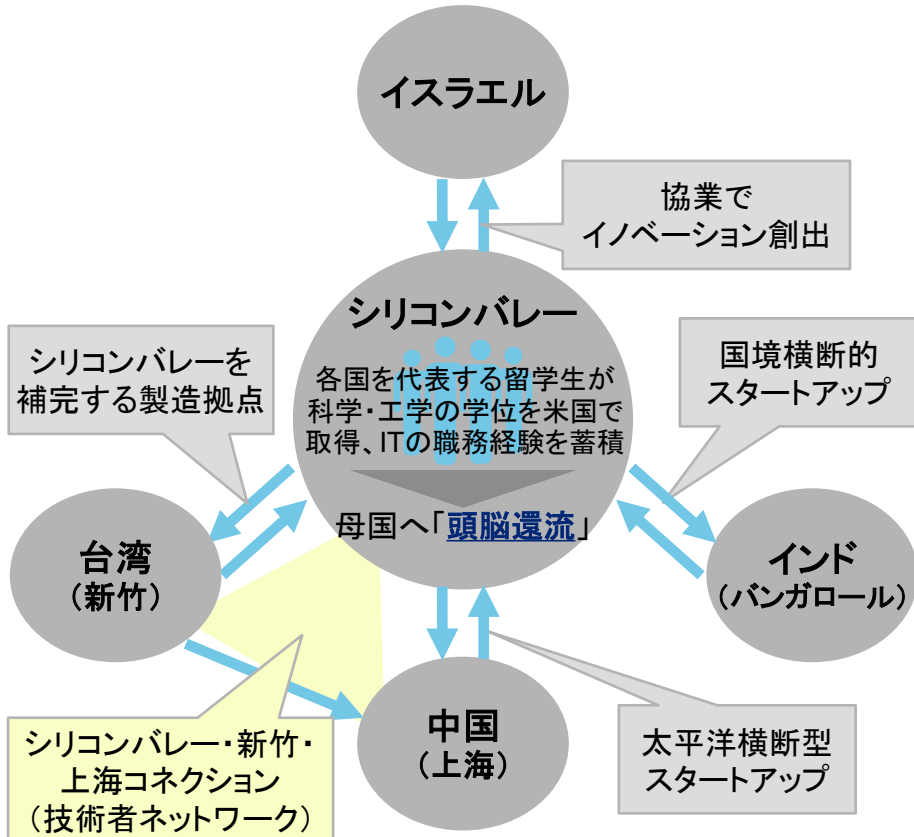 イスラエル
協業で
イノベーション創出
シリコンバレー
各国を代表する留学生が
科学・工学の学位を米国で
取得、ITの職務経験を蓄積
母国へ「頭脳還流」
シリコンバレーを
補完する製造拠点
国境横断的
スタートアップ
台湾
（新竹）
インド
（バンガロール）
シリコンバレー・新竹・
上海コネクション
（技術者ネットワーク）
中国
（上海）
太平洋横断型
スタートアップ